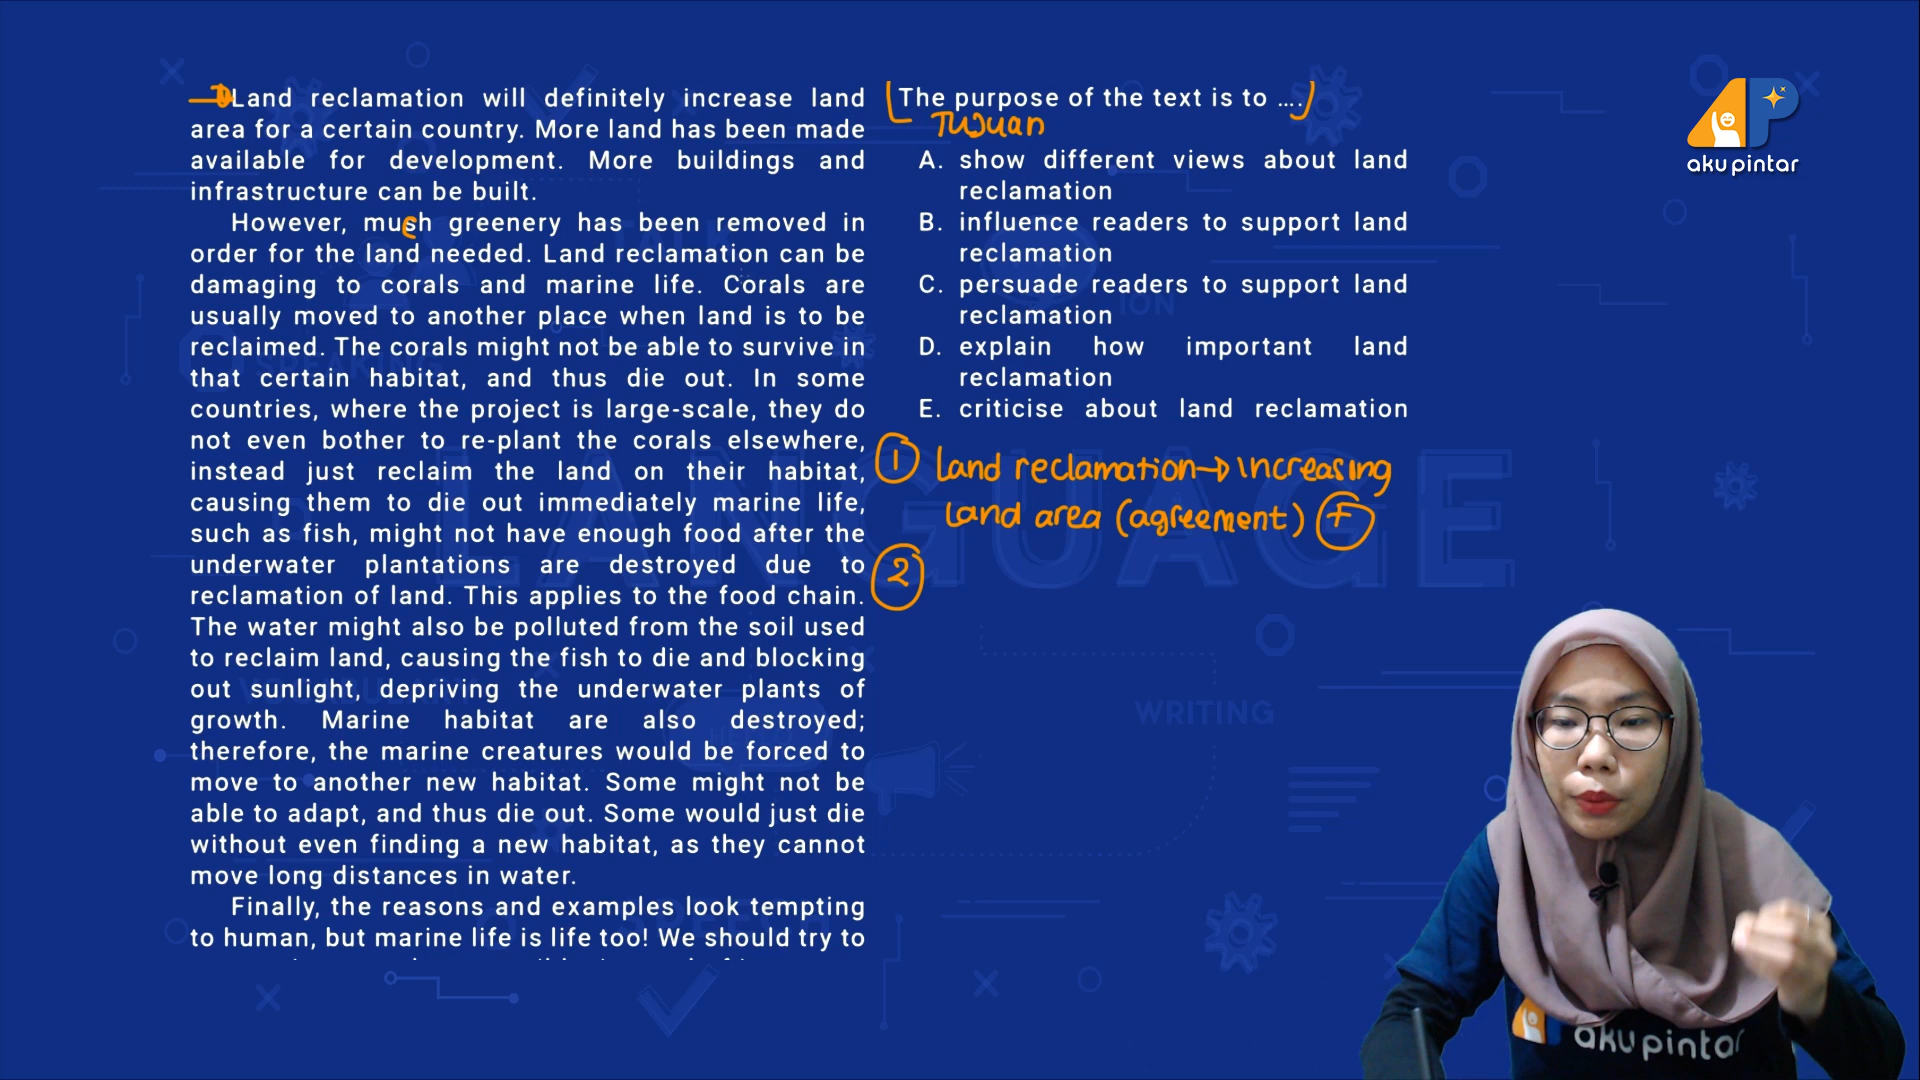 Land reclamation will definitely increase land
area for a certain country. More land has been made
available for development. More buildings and
infrastructure can be built.
However, mush greenery has been removed in
order for the land needed. Land reclamation can be
damaging to corals and marine life. Corals are
usually moved to another place when land is to be
reclaimed. The corals might not be able to survive in
that certain habitat, and thus die out. In some
countries, where the project is large-scale, they do
not even bother to re-plant the corals elsewhere,
instead just reclaim the land on their habitat,
causing them to die out immediately marine life,
such as fish, might not have enough food after the
underwater plantations are destroyed due to
reclamation of land. This applies to the food chain.
The water might also be polluted from the soil used
to reclaim land, causing the fish to die and blocking
out sunlight, depriving the underwater plants of
growth. Marine habitat are also destroyed;
therefore, the marine creatures would be forced to
move to another new habitat. Some might not be
able to adapt, and thus die out. Some would just die
without even finding a new habitat, as they cannot
move long distances in water.
Finally, the reasons and examples look tempting
to human, but marine life is life too! We should try to
The purpose of the text is to ....
Tujuan
A. show different views about land
reclamation
B. influence readers to support land
reclamation
C. persuade readers to support land
reclamation
D. explain how important land
reclamation
E. criticise about land reclamation
1 Land reclamation → increasing
Land area (agreement) +
2
LANGUAGE
WRITING
AP
aku pintar
aku pintar